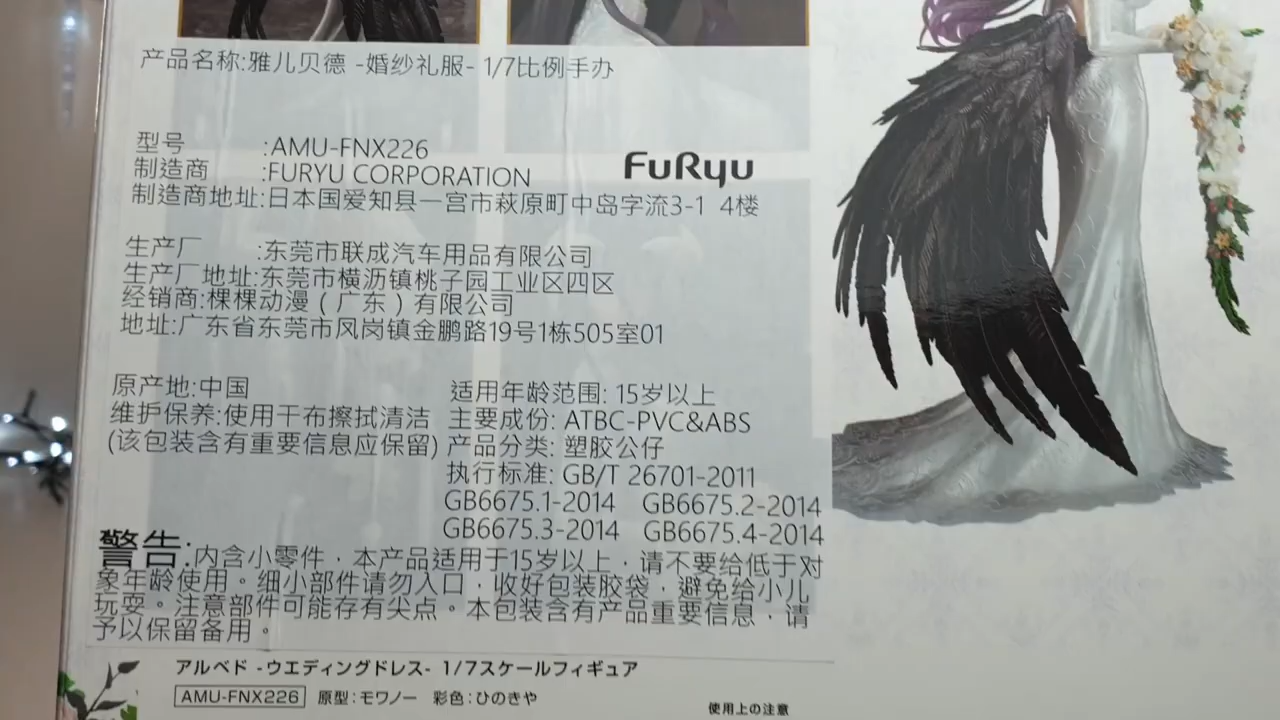 产品名称:雅儿贝德 -婚纱礼服- 1/7比例手办
型号 :AMU-FNX226
制造商 :FURYU CORPORATION
FuRyu
制造商地址:日本国爱知县一宫市萩原町中岛字流3-1 4楼
生产厂 :东莞市联成汽车用品有限公司
生产厂地址:东莞市横沥镇桃子园工业区四区
经销商:棵棵动漫（广东）有限公司
地址:广东省东莞市凤岗镇金鹏路19号1栋505室01
原产地:中国
维护保养:使用干布擦拭清洁
(该包装含有重要信息应保留)
适用年龄范围: 15岁以上
主要成份: ATBC-PVC&ABS
产品分类: 塑胶公仔
执行标准: GB/T 26701-2011
GB6675.1-2014 GB6675.2-2014
GB6675.3-2014 GB6675.4-2014
警告:内含小零件，本产品适用于15岁以上，请不要给低于对
象年龄使用。细小部件请勿入口，收好包装胶袋，避免给小儿
玩耍。注意部件可能存有尖点。本包装含有产品重要信息，请
予以保留备用。
アルベド -ウエディングドレス- 1/7スケールフィギュア
AMU-FNX226 原型:モワノー 彩色:ひのきや
使用上の注意